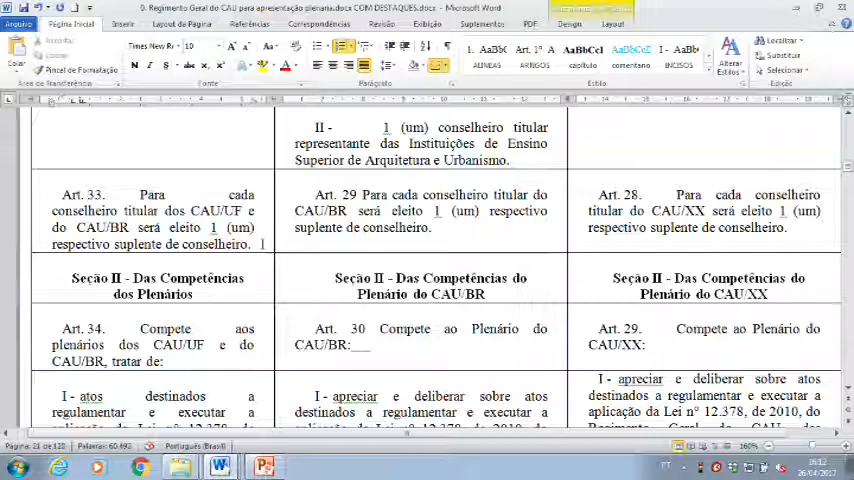 0. Regimento Geral do CAU para apresentação plenaria.docx COM DESTAQUES.docx - Microsoft Word
Arquivo Página Inicial Inserir Layout da Página Referências Correspondências Revisão Exibição Suplementos PDF Design Layout
Colar Pincel de Formatação
Times New Ro 10
N I S
Fonte Parágrafo Estilo Edição
AaBb( ALINEAS
Art. 1º A ARTIGOS
AaBbCcI CAPÍTULO
comentario
I - AaBb( INCISOS
Alterar Estilos
Localizar
Substituir
Selecionar
II - 1 (um) conselheiro titular
representante das Instituições de Ensino
Superior de Arquitetura e Urbanismo.
Art. 33. Para cada
conselheiro titular dos CAU/UF e
do CAU/BR será eleito 1 (um)
respectivo suplente de conselheiro.
Art. 29 Para cada conselheiro titular do
CAU/BR será eleito 1 (um) respectivo
suplente de conselheiro.
Art. 28. Para cada conselheiro
titular do CAU/XX será eleito 1 (um)
respectivo suplente de conselheiro.
Seção II - Das Competências
dos Plenários
Seção II - Das Competências do
Plenário do CAU/BR
Seção II - Das Competências do
Plenário do CAU/XX
Art. 34. Compete aos
plenários dos CAU/UF e do
CAU/BR, tratar de:
Art. 30 Compete ao Plenário do
CAU/BR:
Art. 29. Compete ao Plenário do
CAU/XX:
I - atos destinados a
regulamentar e executar a
I - apreciar e deliberar sobre atos
destinados a regulamentar e executar a
I - apreciar e deliberar sobre atos
destinados a regulamentar e executar a
aplicação da Lei nº 12.378, de 2010, do
Página: 21 de 120 Palavras: 60.493 Português (Brasil) 160%
PT 16:12
26/04/2017